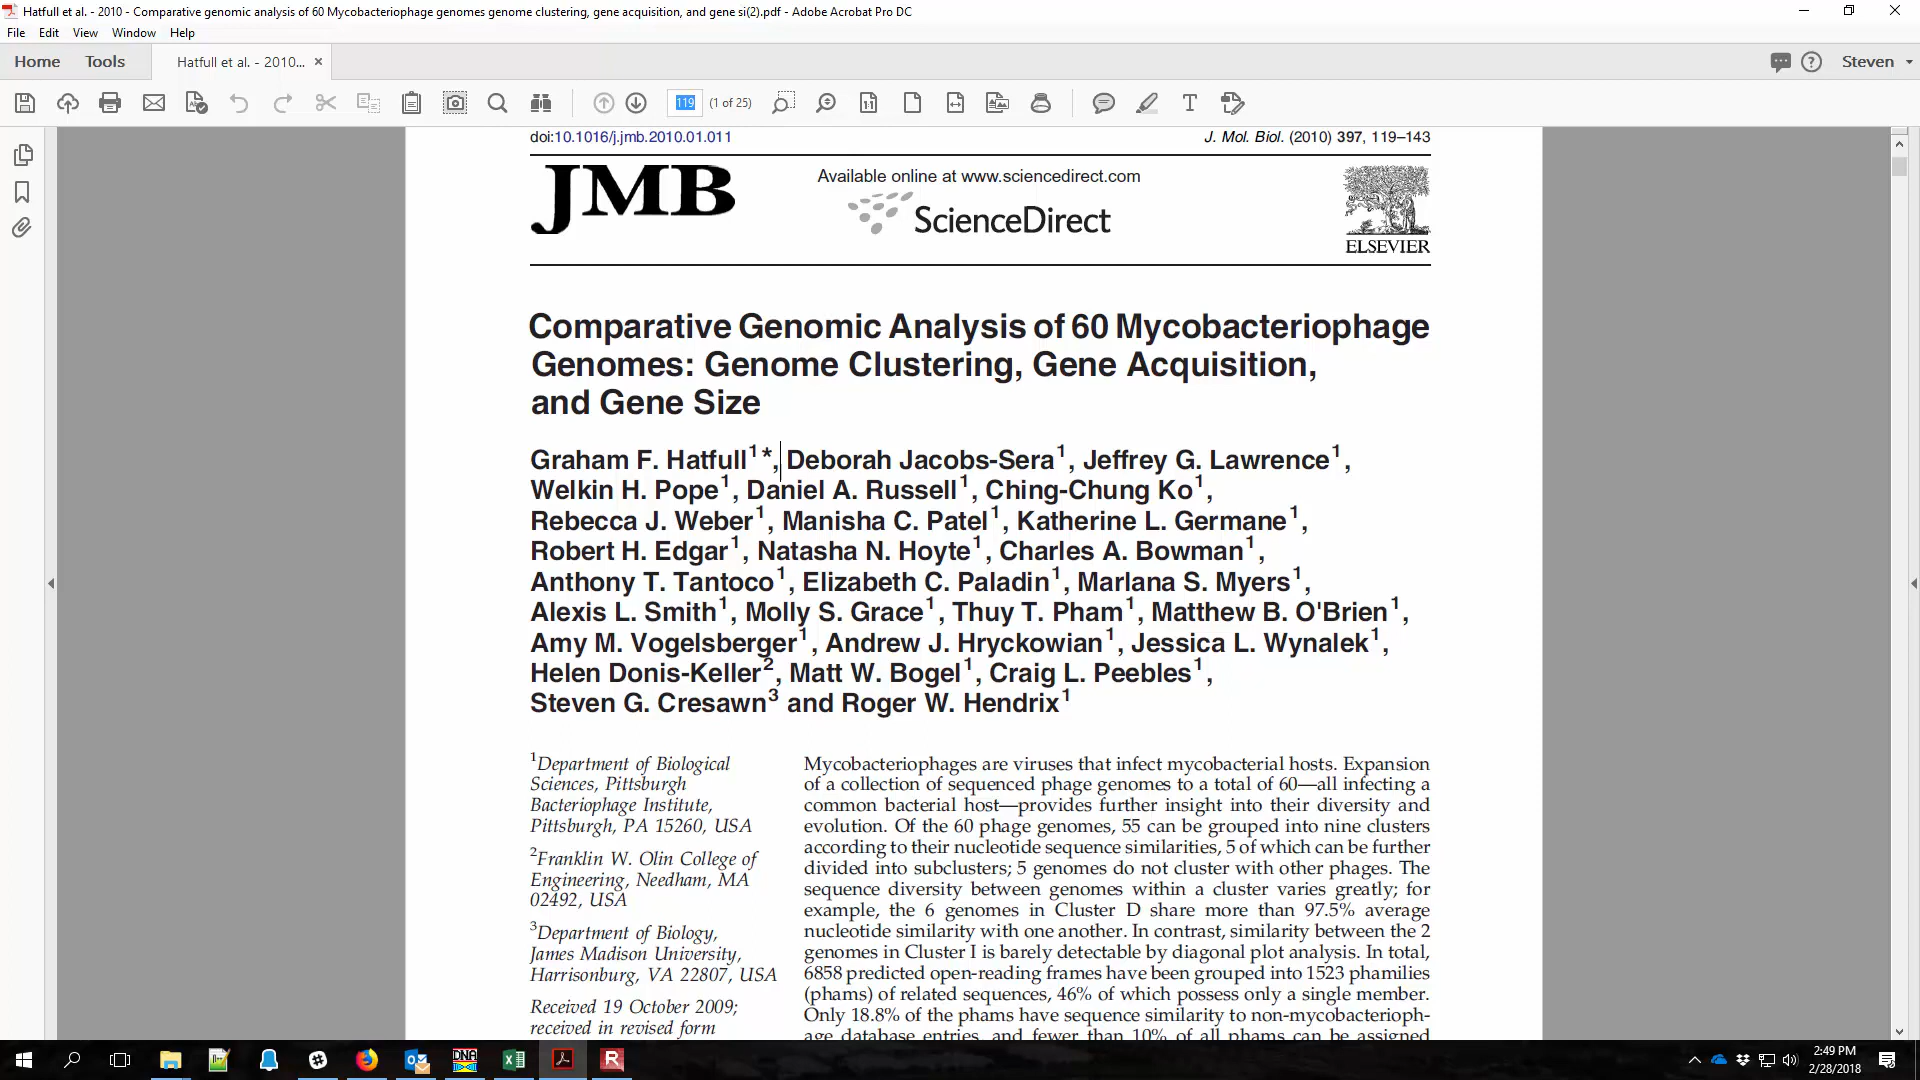 Hatfull et al. - 2010 - Comparative genomic analysis of 60 Mycobacteriophage genomes genome clustering, gene acquisition, and gene si(2).pdf - Adobe Acrobat Pro DC
File Edit View Window Help
Home Tools Hatfull et al. - 2010... × Steven
119 (1 of 25)
doi:10.1016/j.jmb.2010.01.011 J. Mol. Biol. (2010) 397, 119–143
JMB
Available online at www.sciencedirect.com
ScienceDirect
ELSEVIER
Comparative Genomic Analysis of 60 Mycobacteriophage
Genomes: Genome Clustering, Gene Acquisition,
and Gene Size
Graham F. Hatfull1*, Deborah Jacobs-Sera1, Jeffrey G. Lawrence1,
Welkin H. Pope1, Daniel A. Russell1, Ching-Chung Ko1,
Rebecca J. Weber1, Manisha C. Patel1, Katherine L. Germane1,
Robert H. Edgar1, Natasha N. Hoyte1, Charles A. Bowman1,
Anthony T. Tantoco1, Elizabeth C. Paladin1, Marlana S. Myers1,
Alexis L. Smith1, Molly S. Grace1, Thuy T. Pham1, Matthew B. O'Brien1,
Amy M. Vogelsberger1, Andrew J. Hryckowian1, Jessica L. Wynalek1,
Helen Donis-Keller2, Matt W. Bogel1, Craig L. Peebles1,
Steven G. Cresawn3 and Roger W. Hendrix1
1Department of Biological
Sciences, Pittsburgh
Bacteriophage Institute,
Pittsburgh, PA 15260, USA
2Franklin W. Olin College of
Engineering, Needham, MA
02492, USA
3Department of Biology,
James Madison University,
Harrisonburg, VA 22807, USA
Received 19 October 2009;
received in revised form
Mycobacteriophages are viruses that infect mycobacterial hosts. Expansion
of a collection of sequenced phage genomes to a total of 60—all infecting a
common bacterial host—provides further insight into their diversity and
evolution. Of the 60 phage genomes, 55 can be grouped into nine clusters
according to their nucleotide sequence similarities, 5 of which can be further
divided into subclusters; 5 genomes do not cluster with other phages. The
sequence diversity between genomes within a cluster varies greatly; for
example, the 6 genomes in Cluster D share more than 97.5% average
nucleotide similarity with one another. In contrast, similarity between the 2
genomes in Cluster I is barely detectable by diagonal plot analysis. In total,
6858 predicted open-reading frames have been grouped into 1523 phamilies
(phams) of related sequences, 46% of which possess only a single member.
Only 18.8% of the phams have sequence similarity to non-mycobacterioph-
age database entries, and fewer than 10% of all phams can be assigned
DNA
2:49 PM
2/28/2018